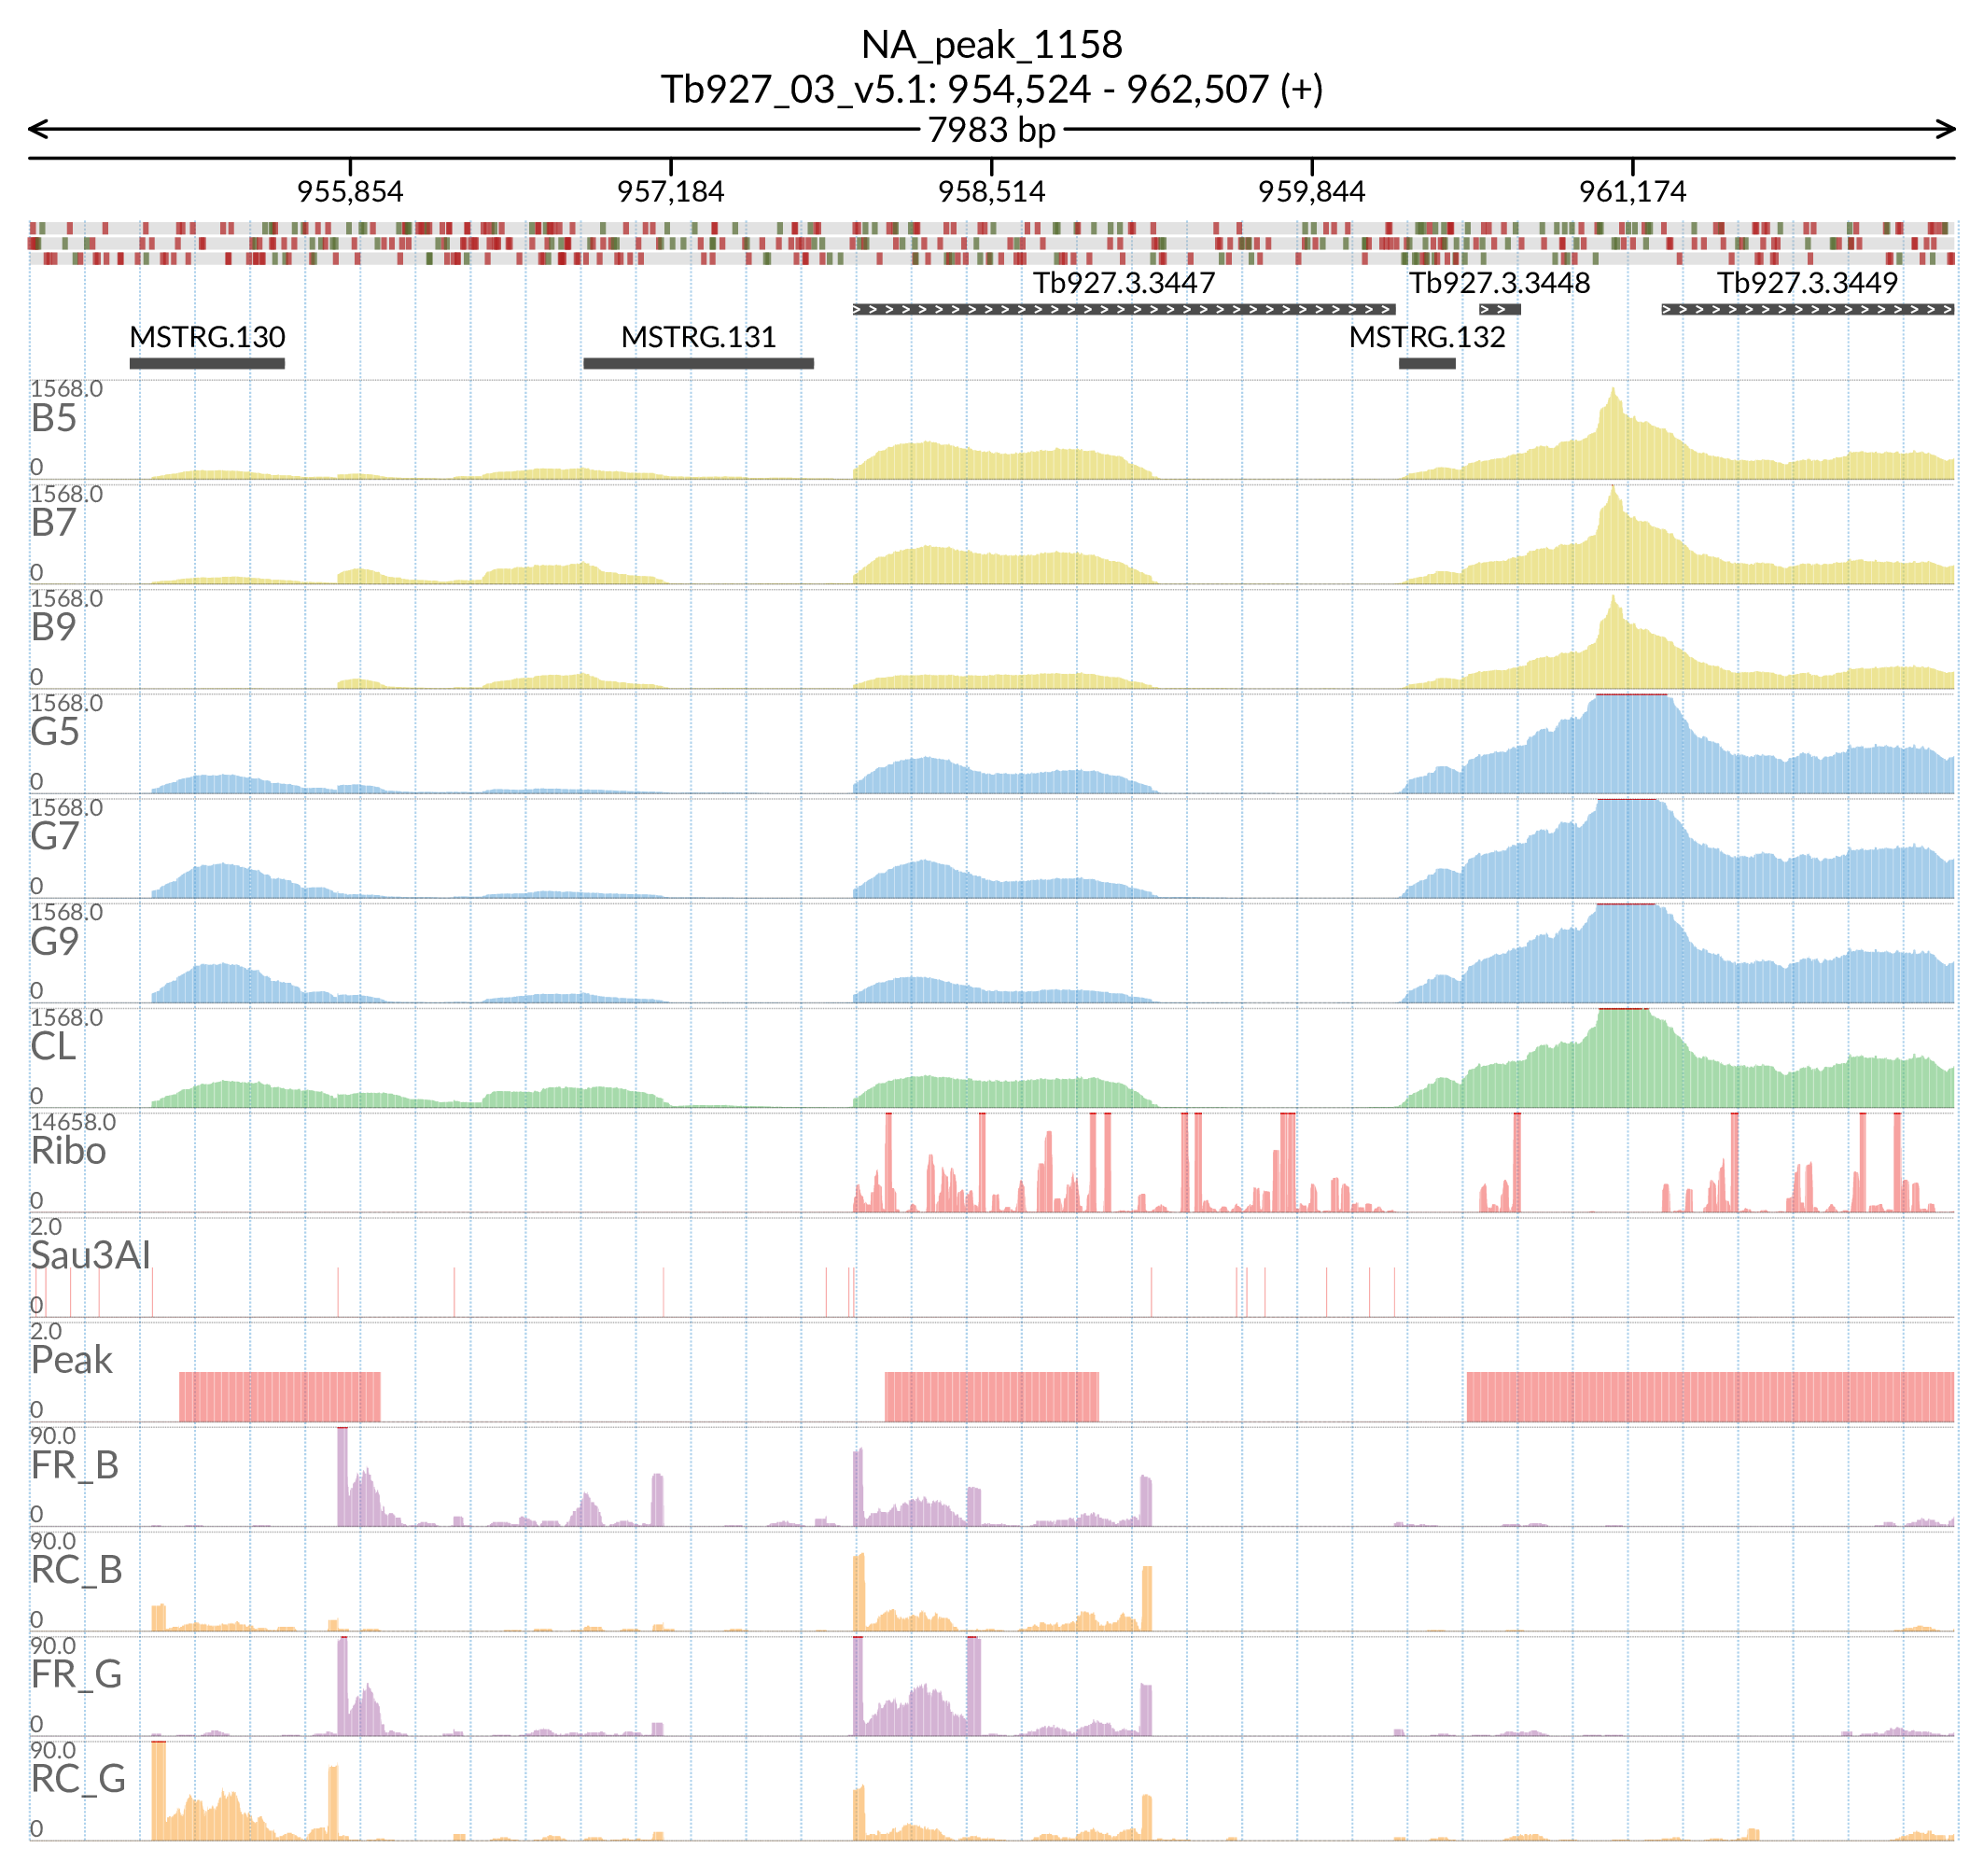 NA_peak_1158
Tb927_03_v5.1: 954,524 - 962,507 (+)
7983 bp
955,854 957,184 958,514 959,844 961,174
Tb927.3.3447 Tb927.3.3448 Tb927.3.3449
MSTRG.130 MSTRG.131 MSTRG.132
1568.0
B5
0
1568.0
B7
0
1568.0
B9
0
1568.0
G5
0
1568.0
G7
0
1568.0
G9
0
1568.0
CL
0
14658.0
Ribo
0
2.0
Sau3AI
0
2.0
Peak
0
90.0
FR_B
0
90.0
RC_B
0
90.0
FR_G
0
90.0
RC_G
0